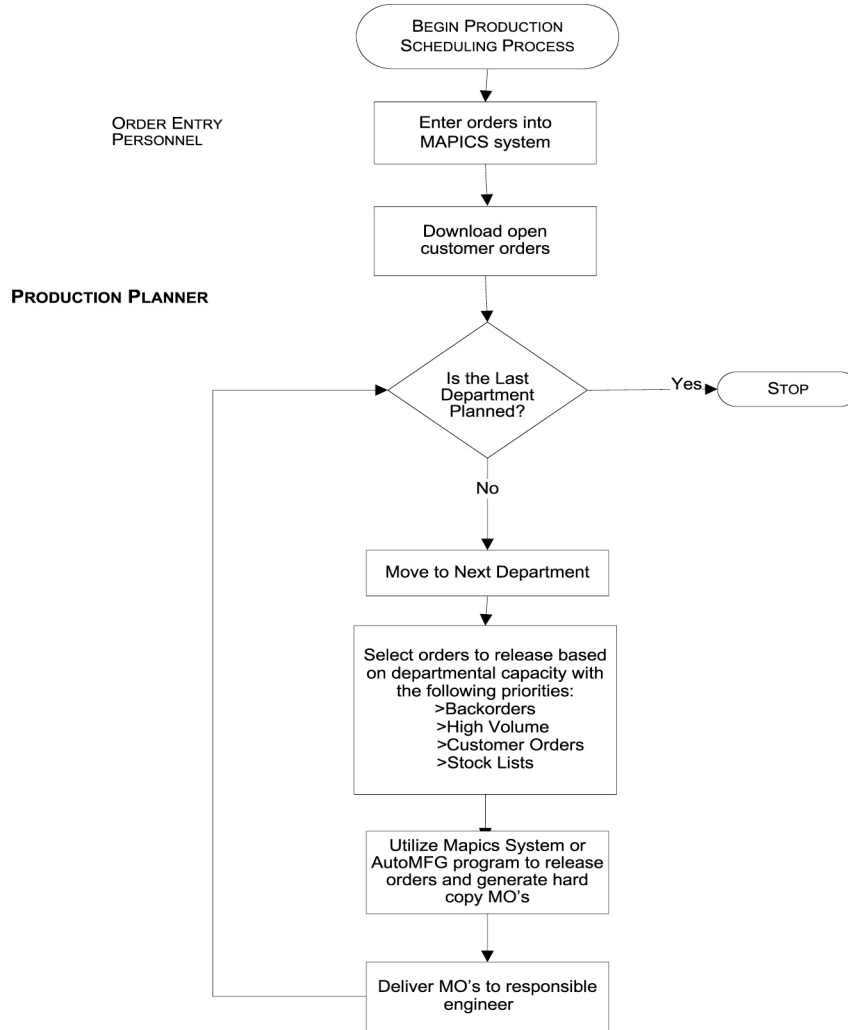 BEGIN PRODUCTION
SCHEDULING PROCESS
ORDER ENTRY
PERSONNEL
Enter orders into
MAPICS system
Download open
customer orders
PRODUCTION PLANNER
Is the Last
Department
Planned?
Yes
STOP
No
Move to Next Department
Select orders to release based
on departmental capacity with
the following priorities:
>Backorders
>High Volume
>Customer Orders
>Stock Lists
Utilize Mapics System or
AutoMFG program to release
orders and generate hard
copy MO’s
Deliver MO’s to responsible
engineer